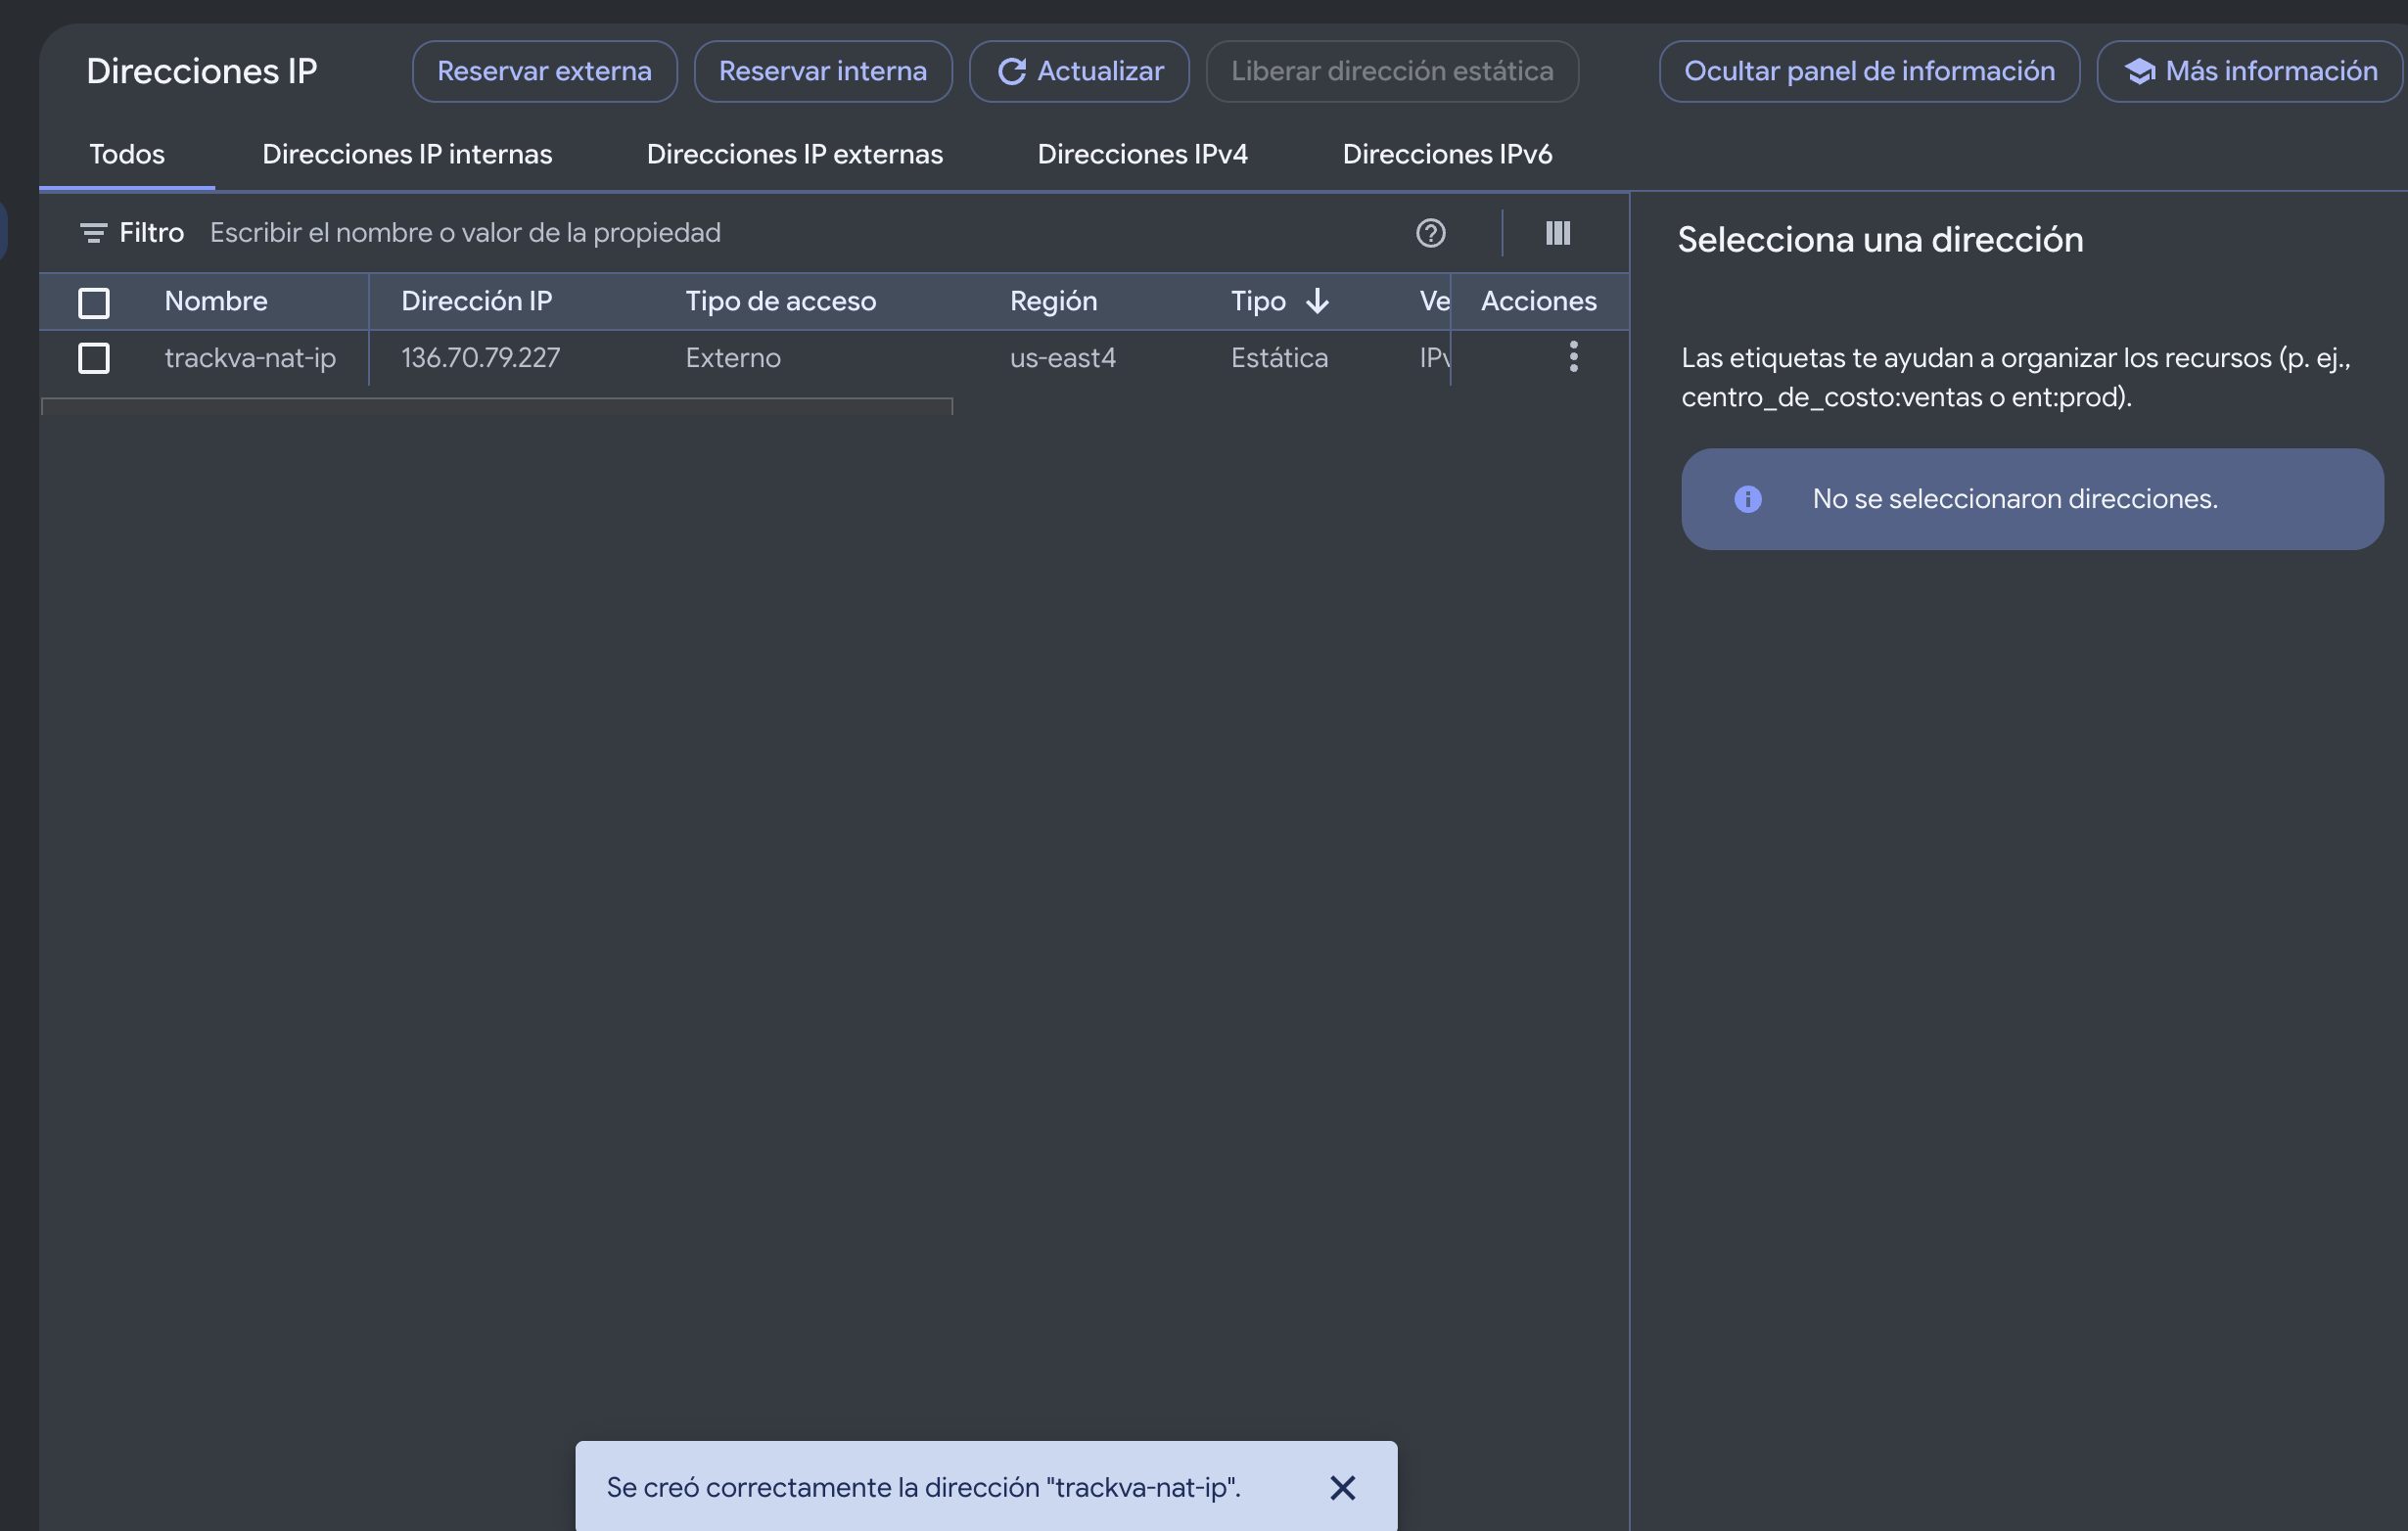 Direcciones IP
Reservar externa
Reservar interna
Actualizar
Liberar dirección estática
Ocultar panel de información
Más información
Todos
Direcciones IP internas
Direcciones IP externas
Direcciones IPv4
Direcciones IPv6
Filtro Escribir el nombre o valor de la propiedad
Nombre Dirección IP Tipo de acceso Región Tipo Ve Acciones
trackva-nat-ip 136.70.79.227 Externo us-east4 Estática IPv
Selecciona una dirección
Las etiquetas te ayudan a organizar los recursos (p. ej.,
centro_de_costo:ventas o ent:prod).
No se seleccionaron direcciones.
Se creó correctamente la dirección "trackva-nat-ip".